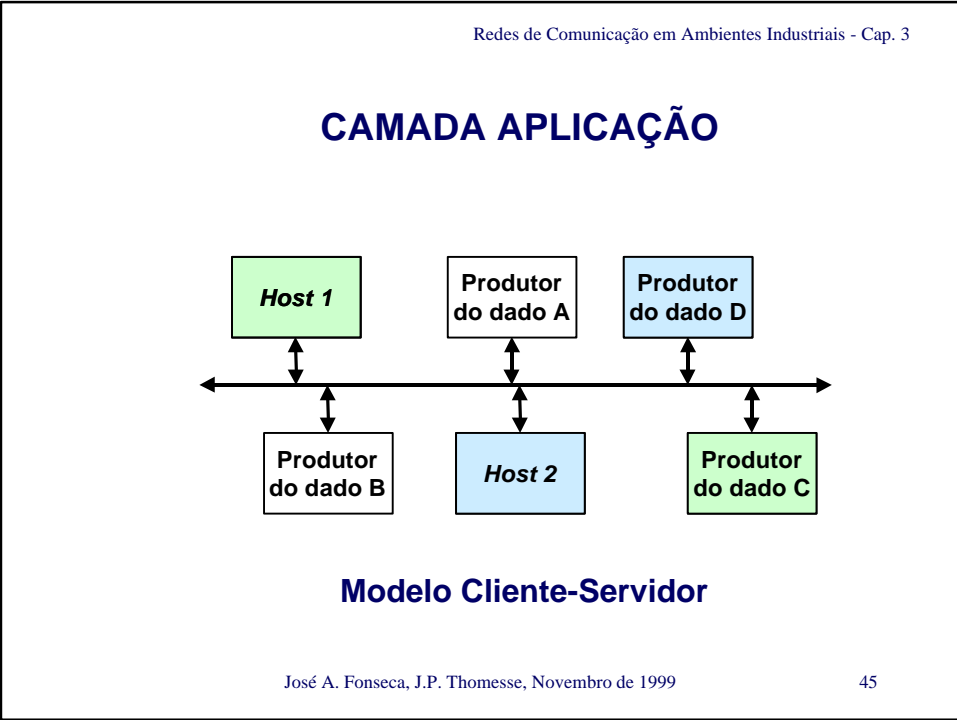 Redes de Comunicação em Ambientes Industriais - Cap. 3
CAMADA APLICAÇÃO
Host 1
Produtor
do dado A
Produtor
do dado D
Produtor
do dado B
Host 2
Produtor
do dado C
Modelo Cliente-Servidor
José A. Fonseca, J.P. Thomesse, Novembro de 1999
45